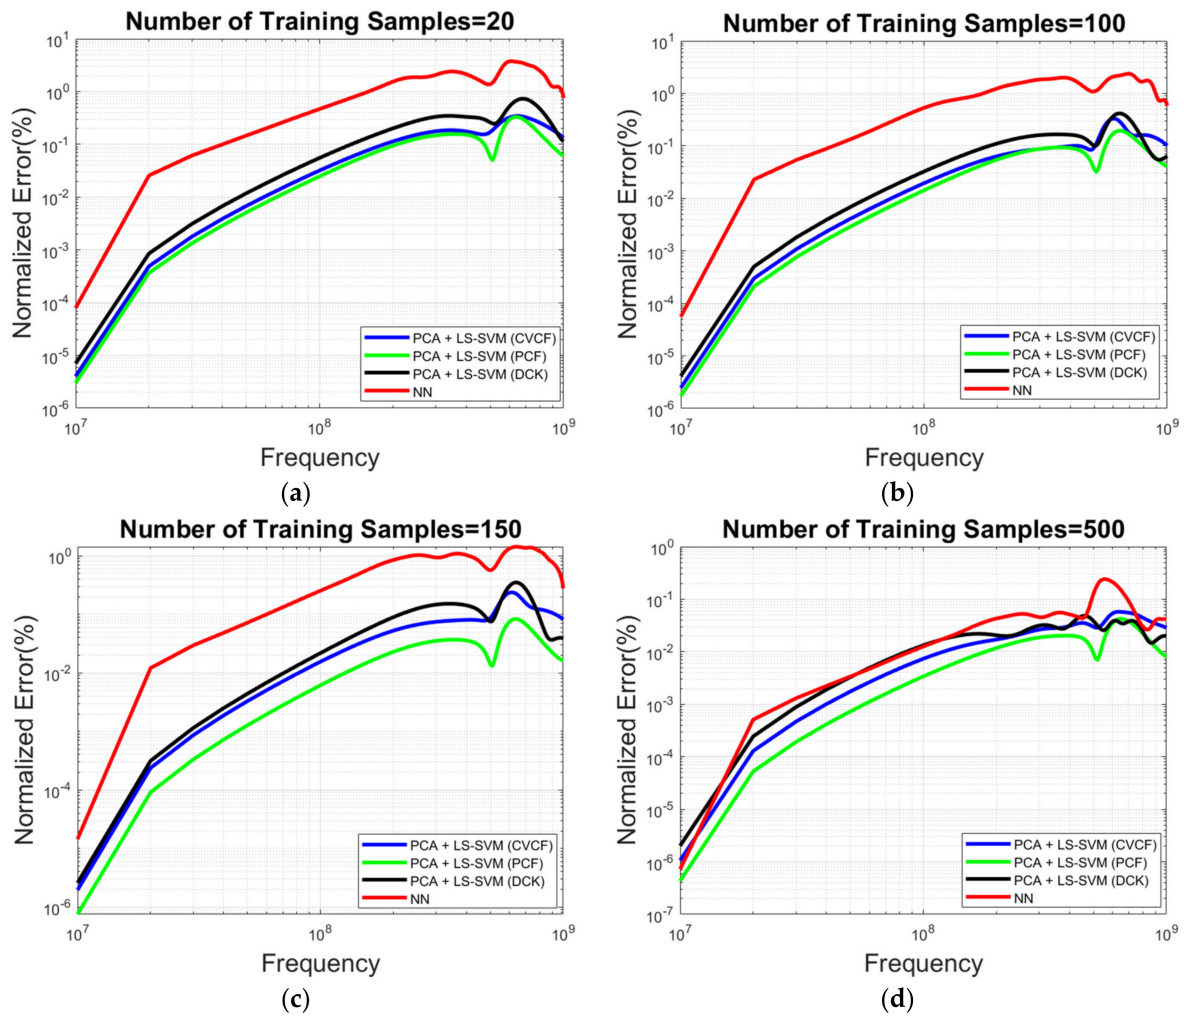 Number of Training Samples=20
Normalized Error(%)
10^1
10^0
10^-1
10^-2
10^-3
10^-4
10^-5
10^-6
PCA + LS-SVM (CVCF)
PCA + LS-SVM (PCF)
PCA + LS-SVM (DCK)
NN
10^7 10^8 10^9
Frequency
(a)
Number of Training Samples=100
Normalized Error(%)
10^1
10^0
10^-1
10^-2
10^-3
10^-4
10^-5
10^-6
PCA + LS-SVM (CVCF)
PCA + LS-SVM (PCF)
PCA + LS-SVM (DCK)
NN
10^7 10^8 10^9
Frequency
(b)
Number of Training Samples=150
Normalized Error(%)
10^0
10^-2
10^-4
10^-6
PCA + LS-SVM (CVCF)
PCA + LS-SVM (PCF)
PCA + LS-SVM (DCK)
NN
10^7 10^8 10^9
Frequency
(c)
Number of Training Samples=500
Normalized Error(%)
10^0
10^-1
10^-2
10^-3
10^-4
10^-5
10^-6
10^-7
PCA + LS-SVM (CVCF)
PCA + LS-SVM (PCF)
PCA + LS-SVM (DCK)
NN
10^7 10^8 10^9
Frequency
(d)